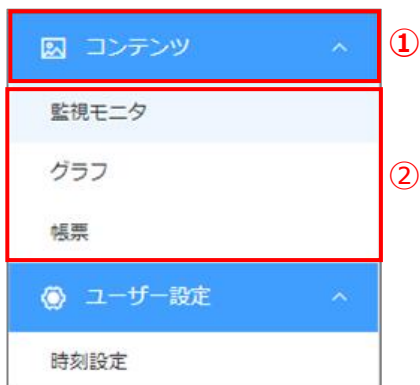 コンテンツ ①
監視モニタ
グラフ ②
帳票
ユーザー設定
時刻設定